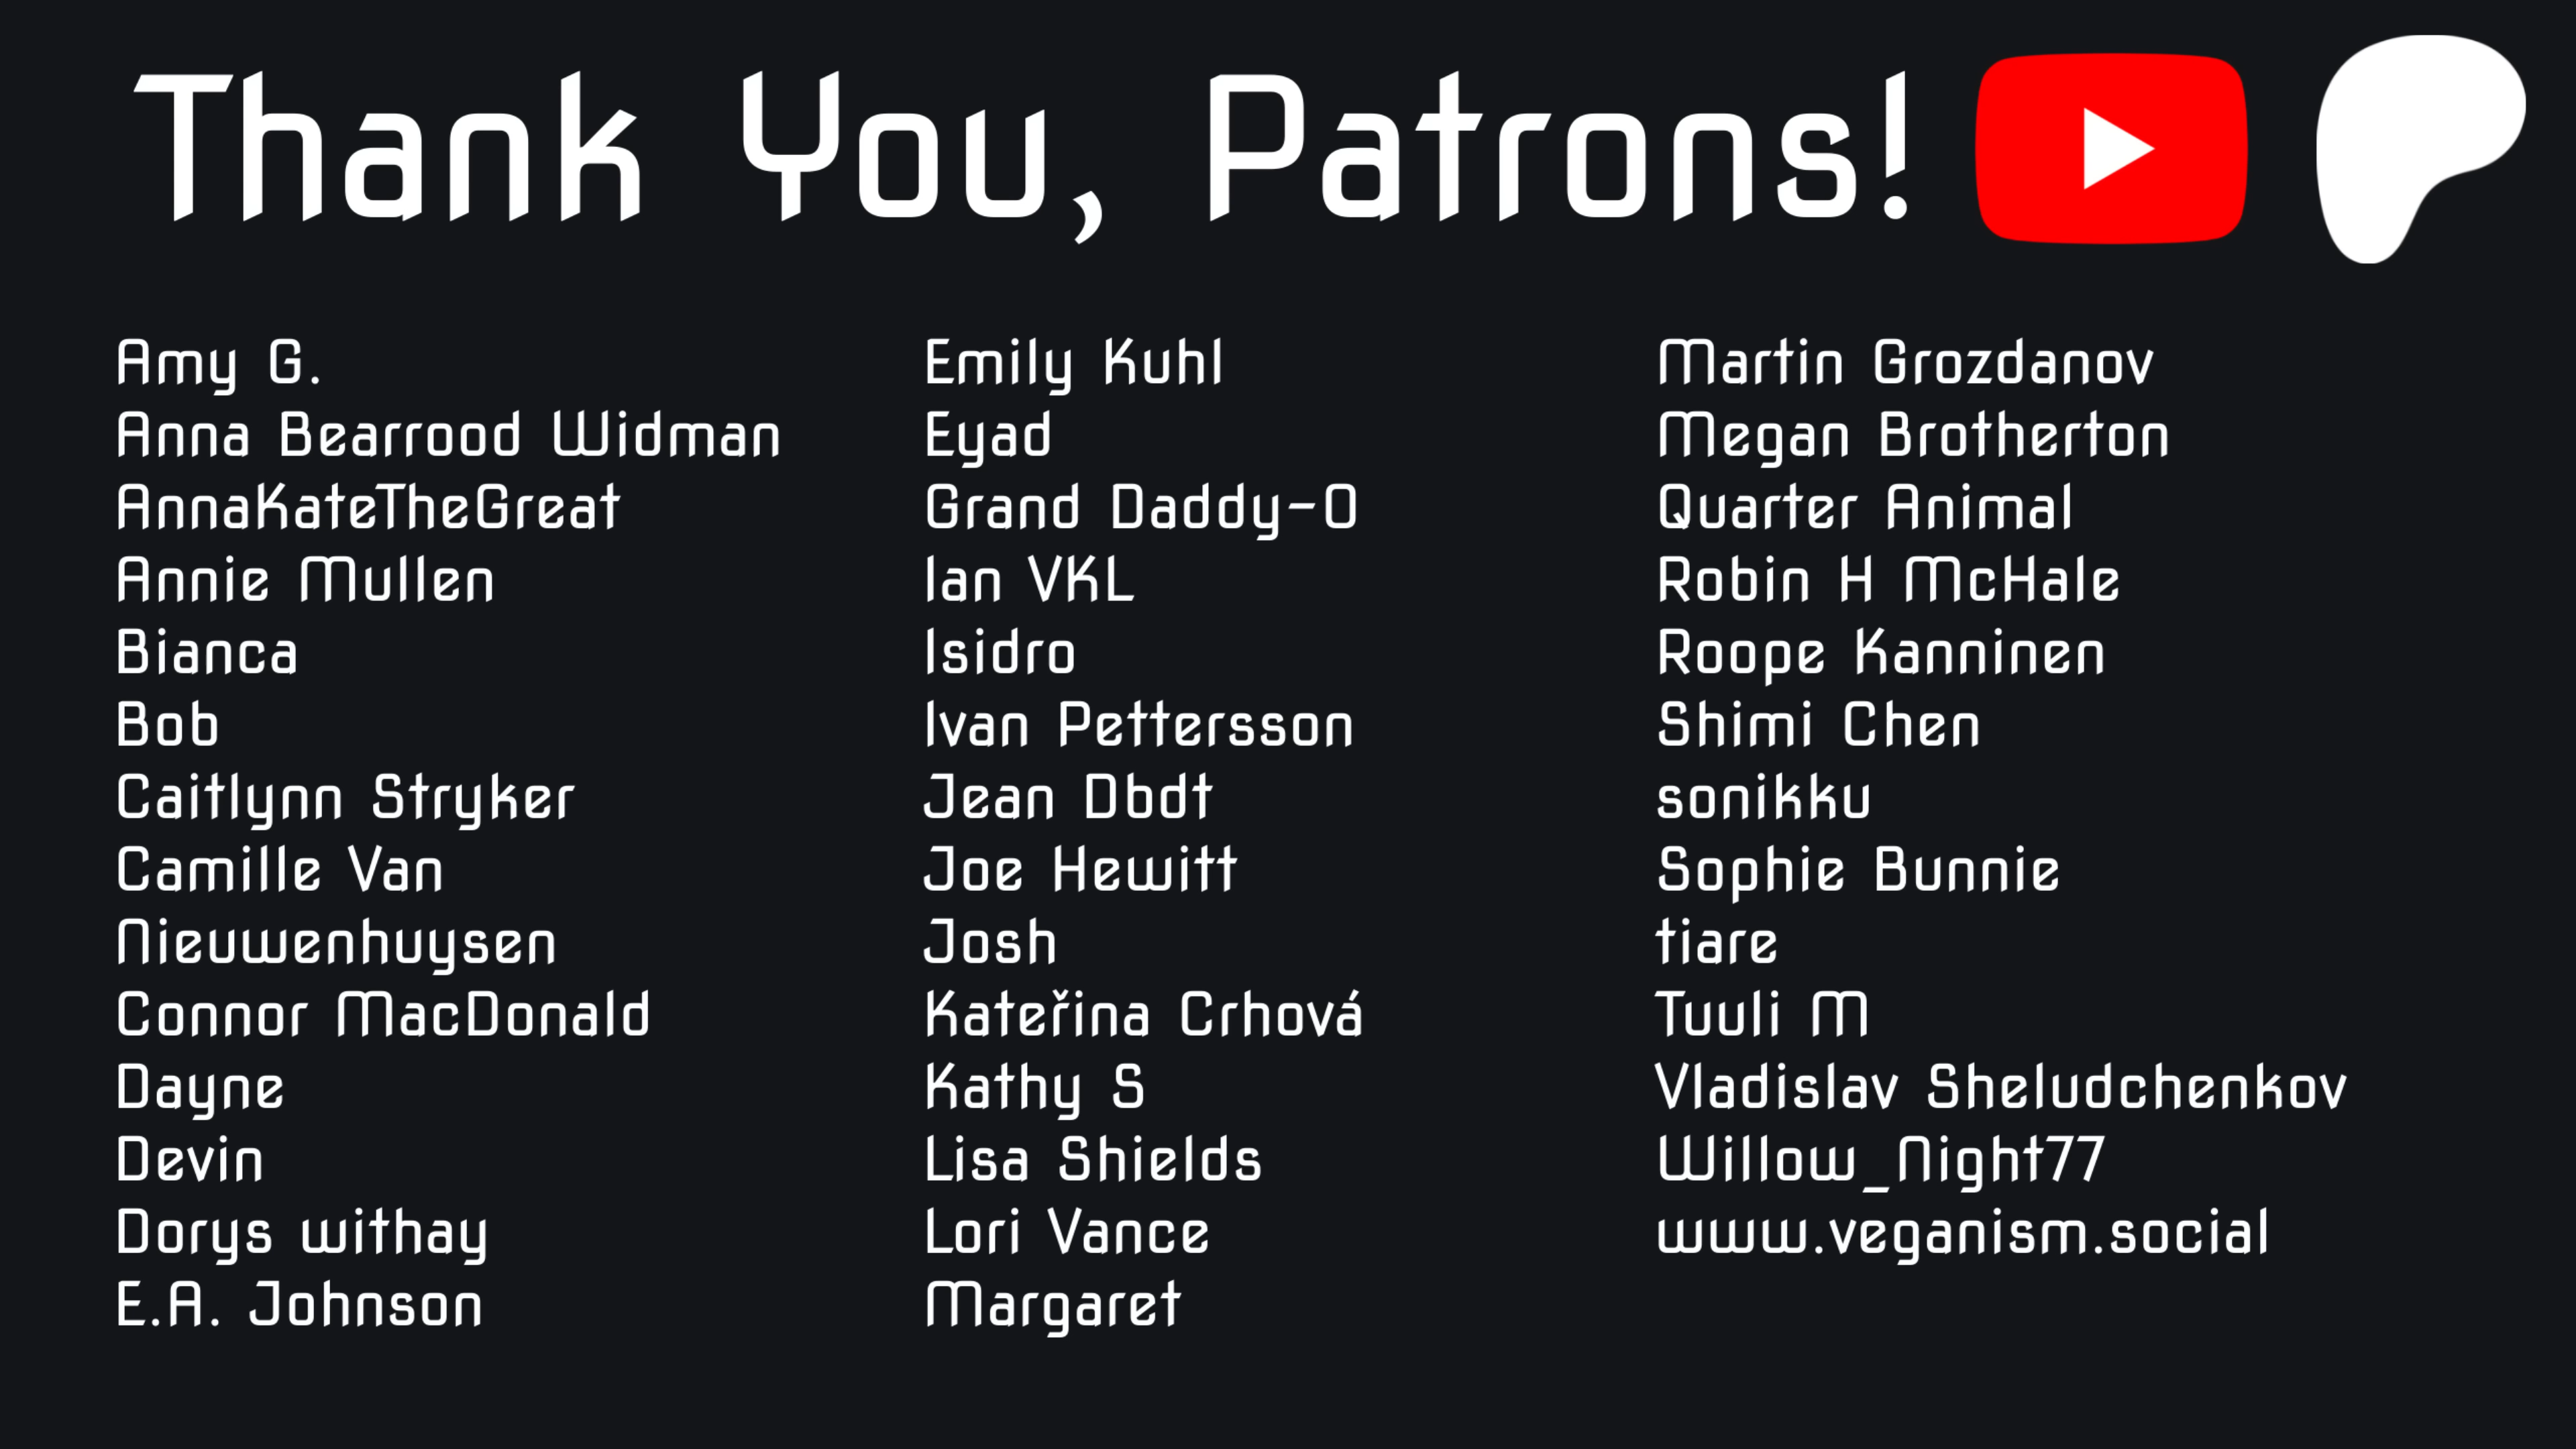 Thank You, Patrons!
Amy G.
Anna Bearrood Widman
AnnaKateTheGreat
Annie Mullen
Bianca
Bob
Caitlynn Stryker
Camille Van
Nieuwenhuysen
Connor MacDonald
Dayne
Devin
Dorys withay
E.A. Johnson
Emily Kuhl
Eyad
Grand Daddy-O
Ian VKL
Isidro
Ivan Pettersson
Jean Dbdt
Joe Hewitt
Josh
Kateřina Crhová
Kathy S
Lisa Shields
Lori Vance
Margaret
Martin Grozdanov
Megan Brotherton
Quarter Animal
Robin H McHale
Roope Kanninen
Shimi Chen
sonikku
Sophie Bunnie
tiare
Tuuli M
Vladislav Sheludchenkov
Willow_Night77
www.veganism.social